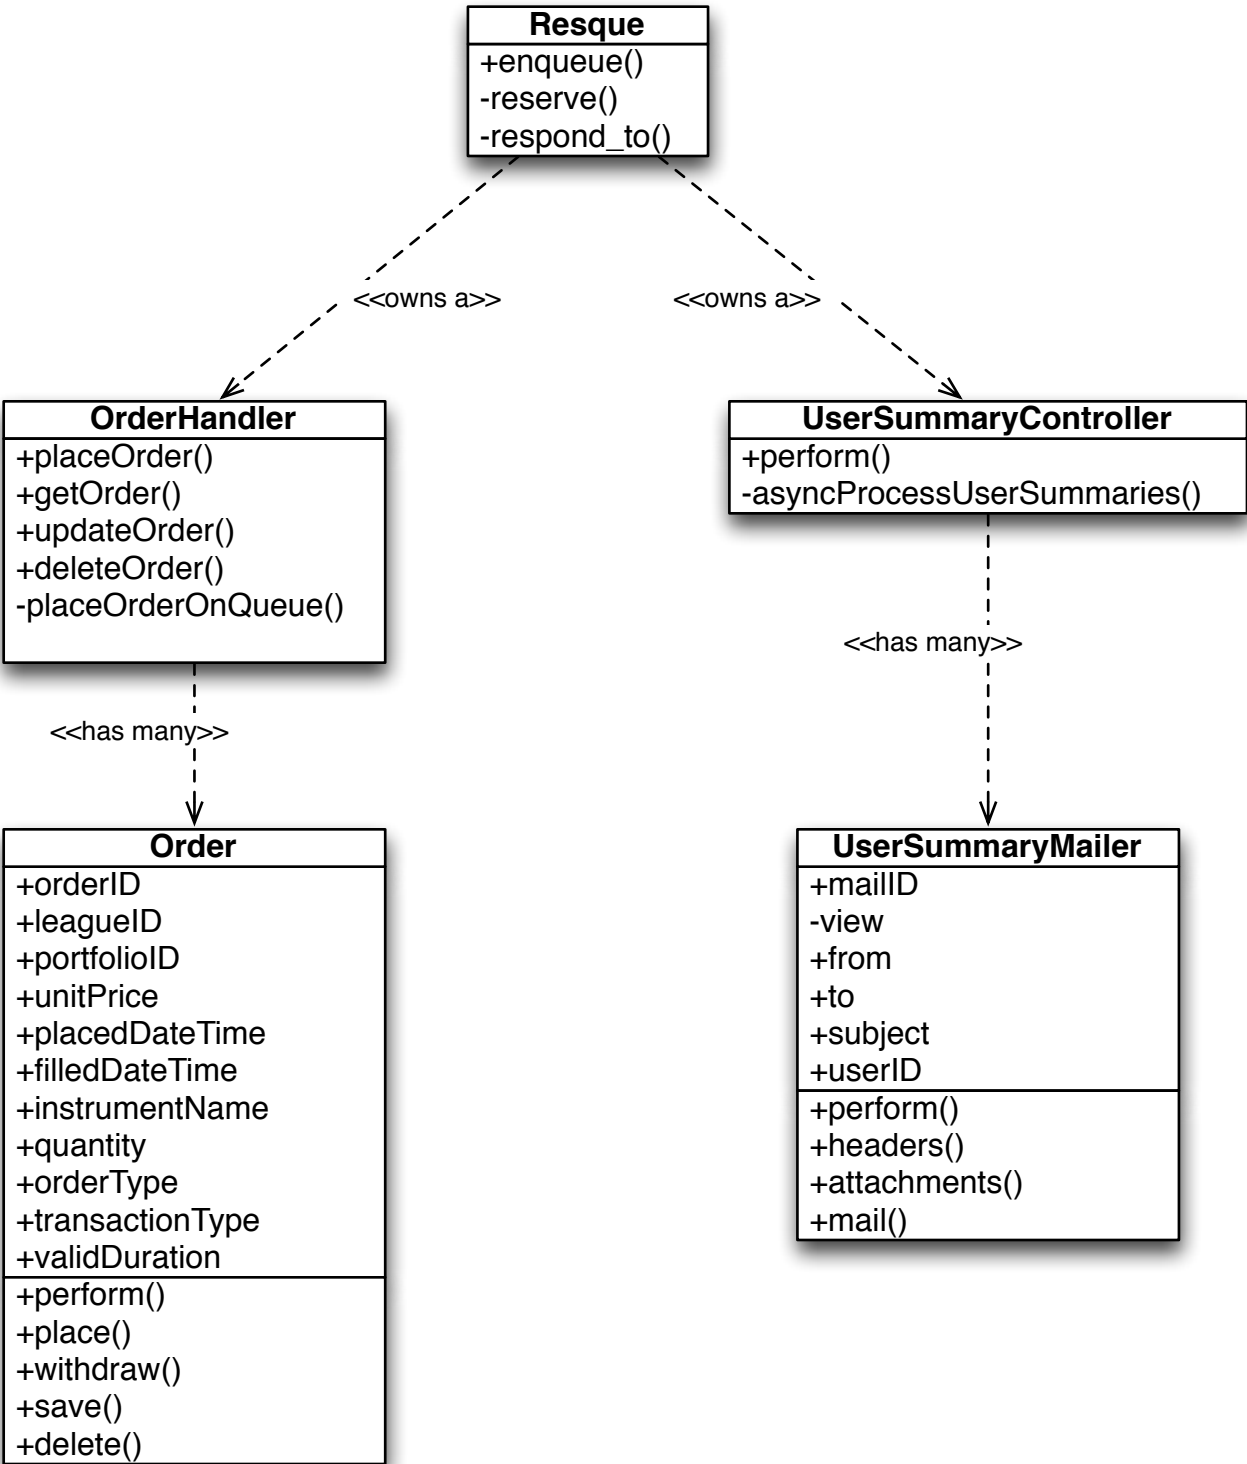 Resque
+enqueue()
-reserve()
-respond_to()
<<owns a>>
<<owns a>>
OrderHandler
+placeOrder()
+getOrder()
+updateOrder()
+deleteOrder()
-placeOrderOnQueue()
UserSummaryController
+perform()
-asyncProcessUserSummaries()
<<has many>>
<<has many>>
Order
+orderID
+leagueID
+portfolioID
+unitPrice
+placedDateTime
+filledDateTime
+instrumentName
+quantity
+orderType
+transactionType
+validDuration
+perform()
+place()
+withdraw()
+save()
+delete()
UserSummaryMailer
+mailID
-view
+from
+to
+subject
+userID
+perform()
+headers()
+attachments()
+mail()